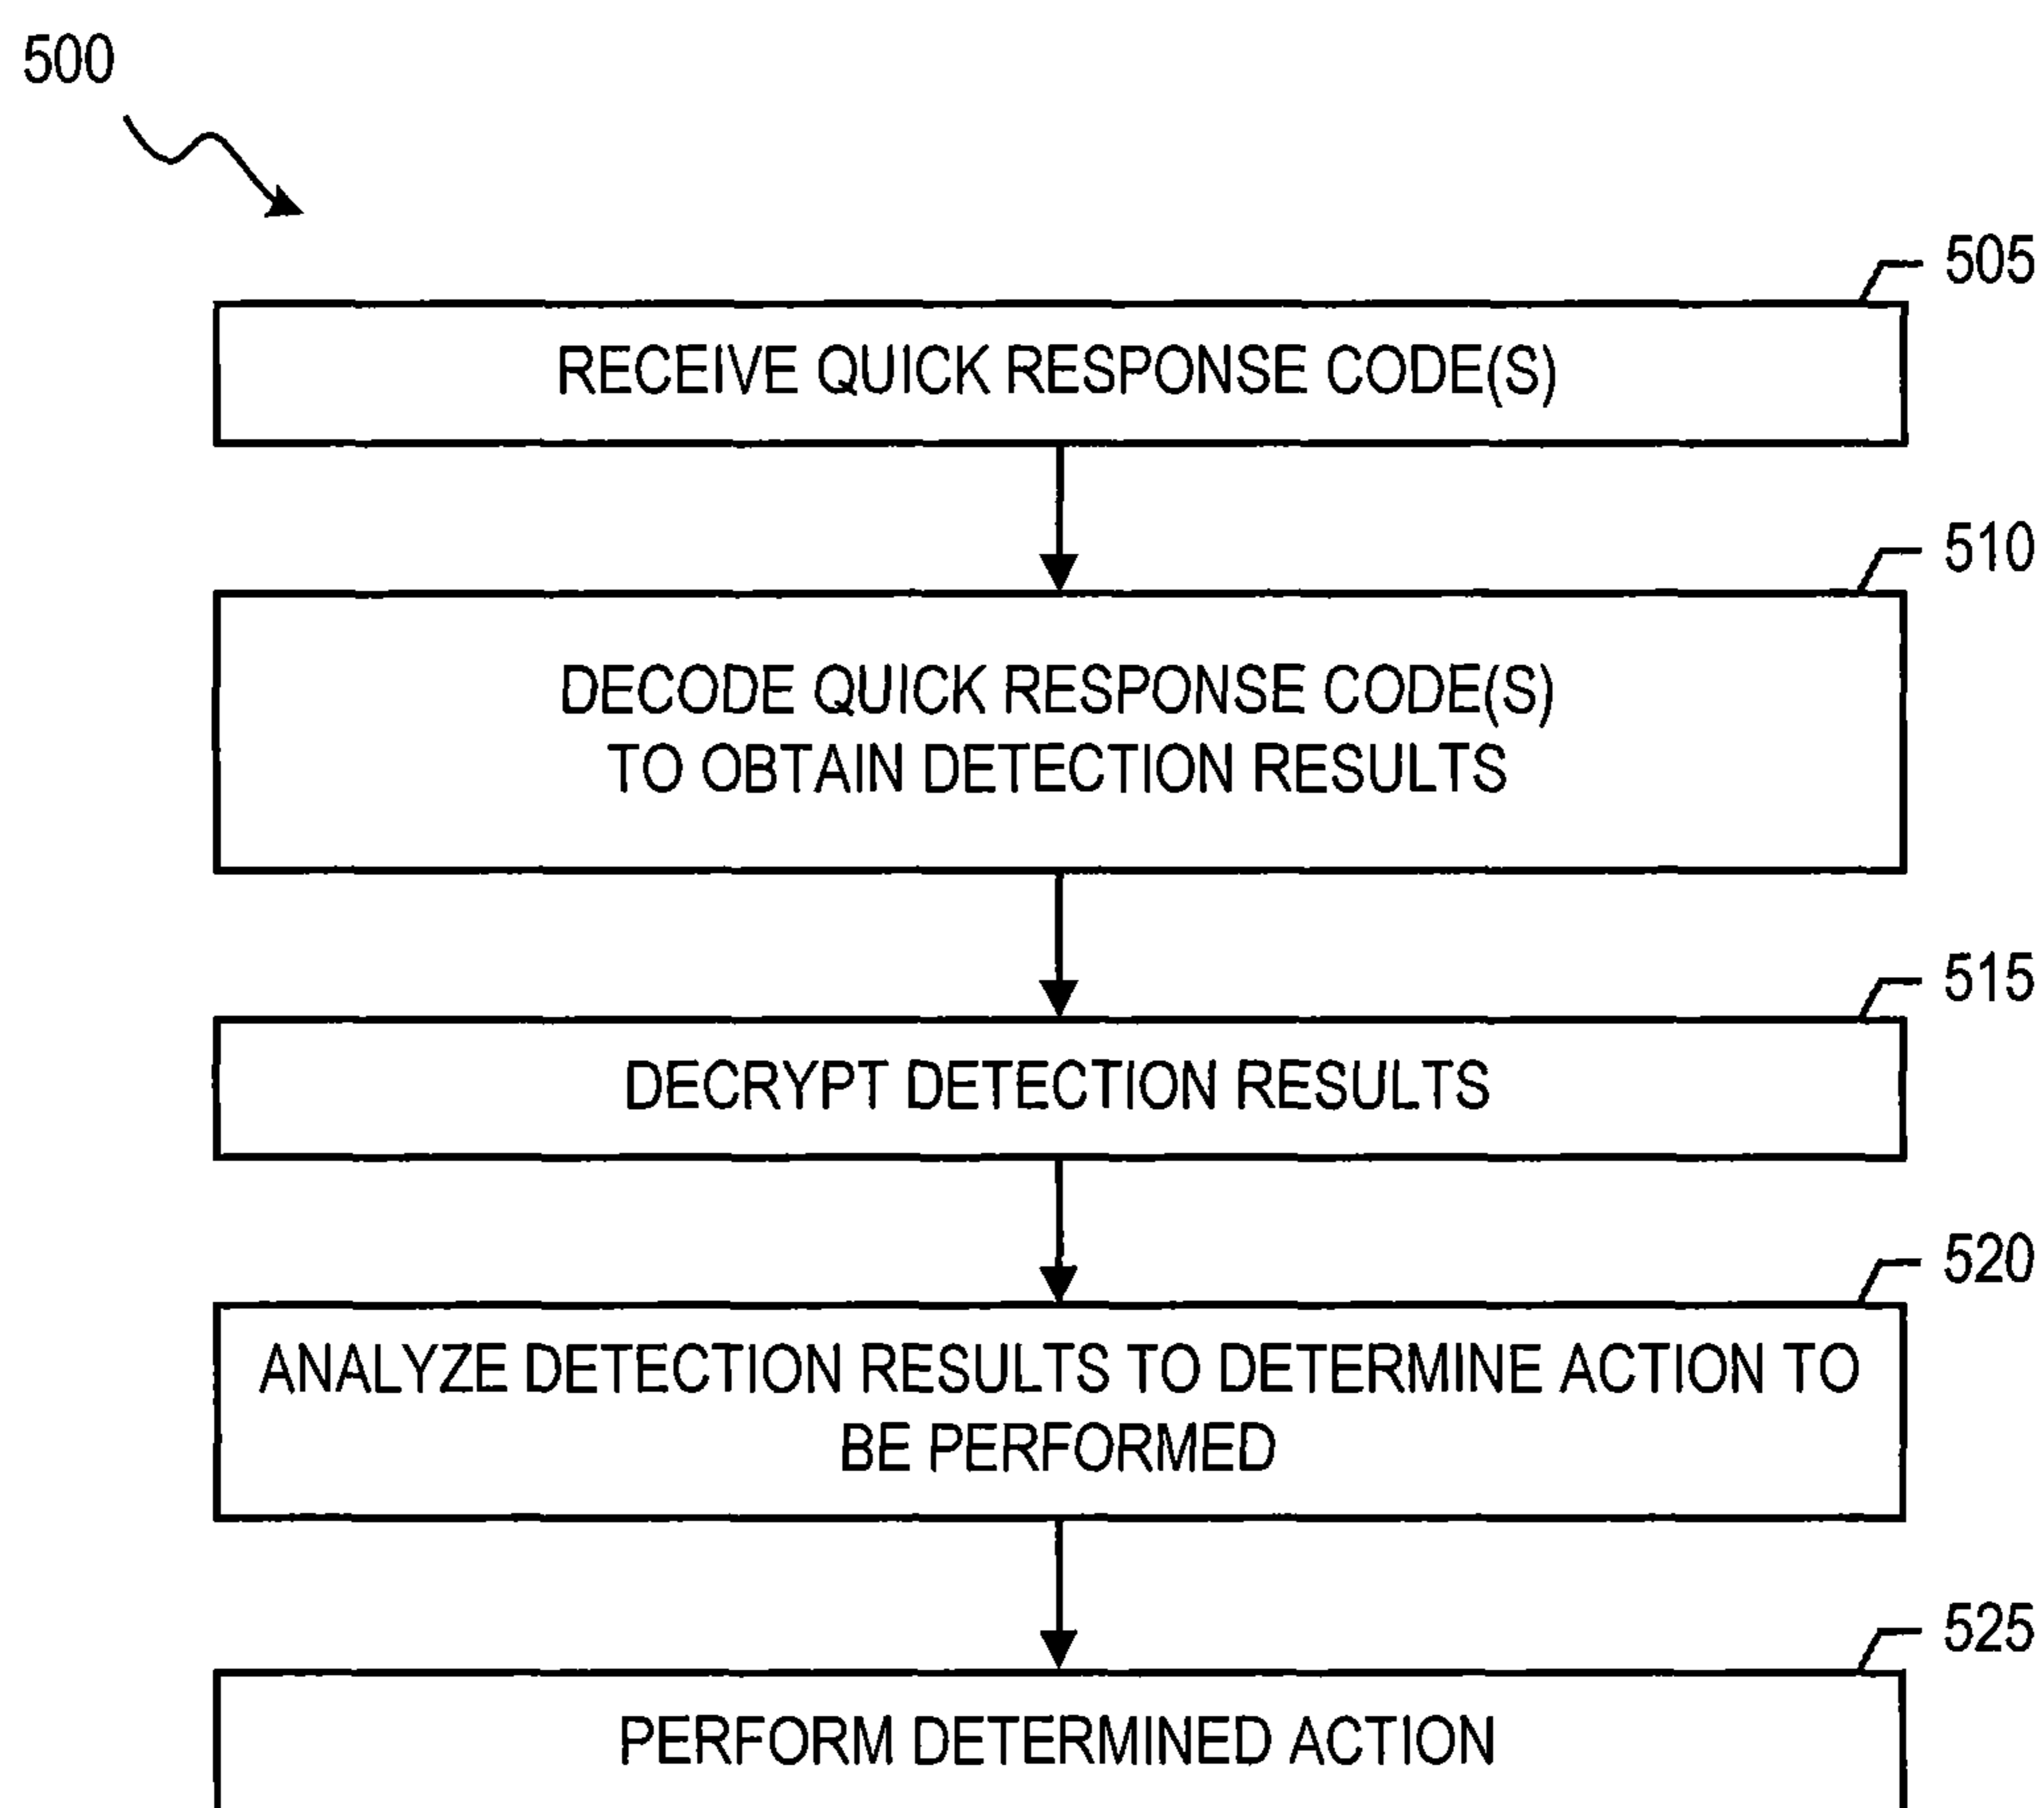 500
505
RECEIVE QUICK RESPONSE CODE(S)
510
DECODE QUICK RESPONSE CODE(S)
TO OBTAIN DETECTION RESULTS
515
DECRYPT DETECTION RESULTS
520
ANALYZE DETECTION RESULTS TO DETERMINE ACTION TO
BE PERFORMED
525
PERFORM DETERMINED ACTION